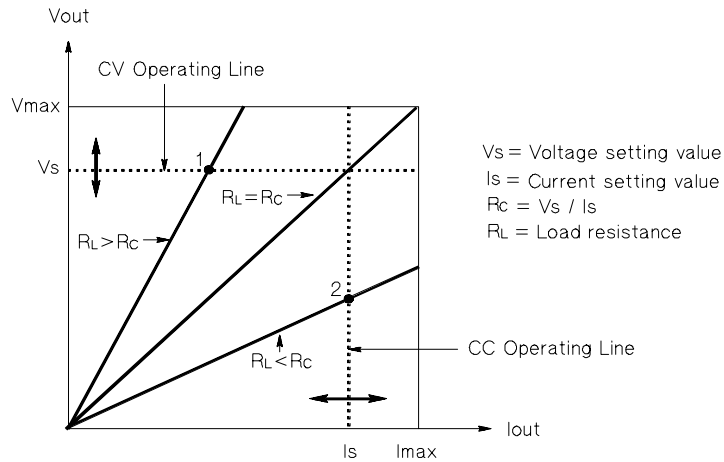 Vout
CV Operating Line
Vmax
Vs
1
RL=RC
RL>RC
2
RL<RC
Vs = Voltage setting value
Is = Current setting value
RC = Vs / Is
RL = Load resistance
CC Operating Line
Iout
Is
Imax